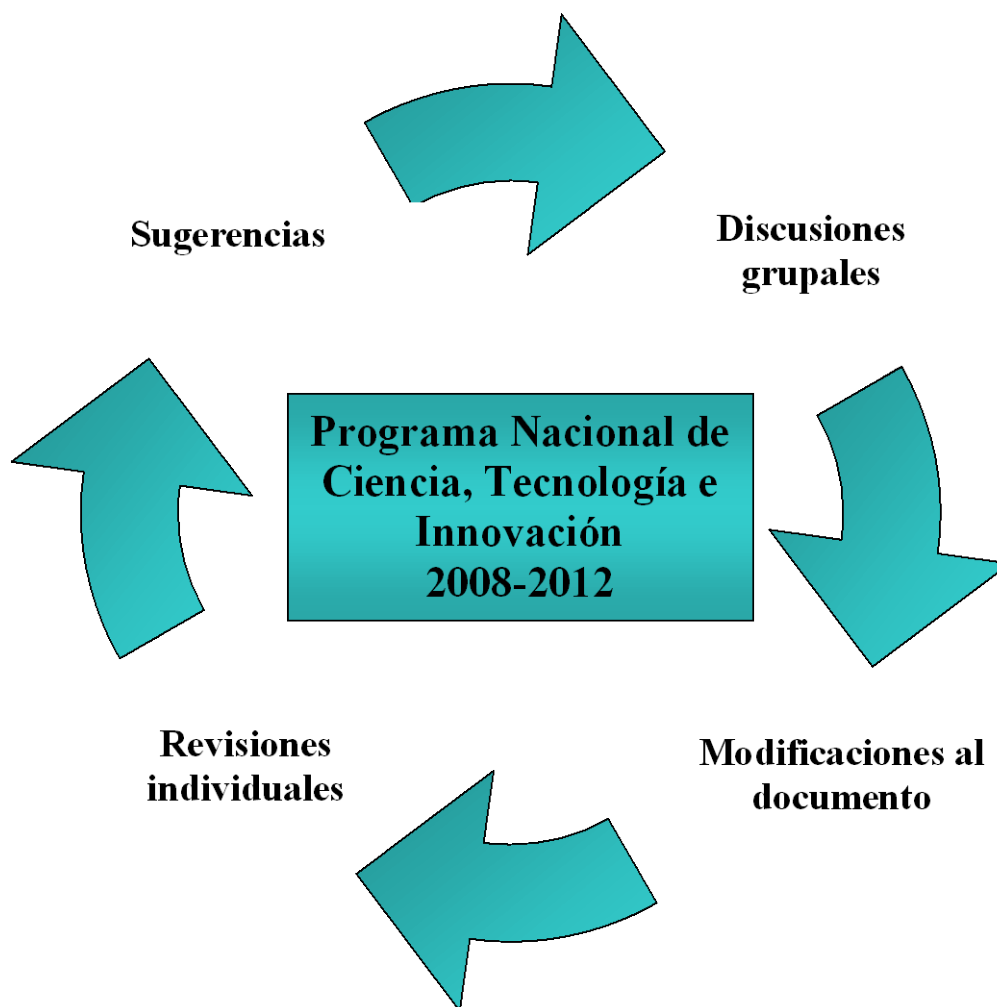 Sugerencias
Discusiones
grupales
Programa Nacional de
Ciencia, Tecnología e
Innovación
2008-2012
Revisiones
individuales
Modificaciones al
documento